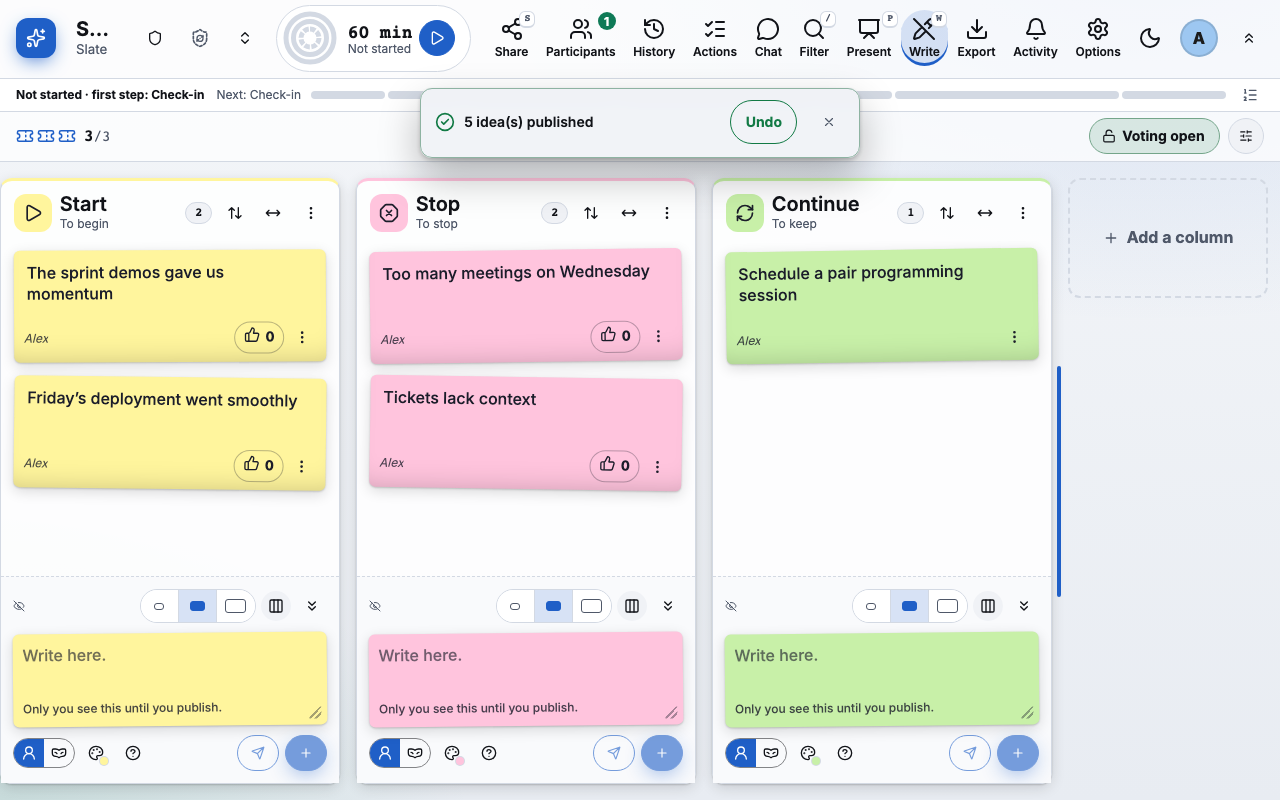 S...
Slate
60 min
Not started
S
Share
1
Participants
History
Actions
Chat
/
Filter
P
Present
W
Write
Export
Activity
Options
A
Not started · first step: Check-in
Next: Check-in
3/3
5 idea(s) published
Undo
Voting open
Start
To begin
2
The sprint demos gave us
momentum
Alex
0
Friday’s deployment went smoothly
Alex
0
Write here.
Only you see this until you publish.
Stop
To stop
2
Too many meetings on Wednesday
Alex
0
Tickets lack context
Alex
0
Write here.
Only you see this until you publish.
Continue
To keep
1
Schedule a pair programming
session
Alex
Write here.
Only you see this until you publish.
+ Add a column